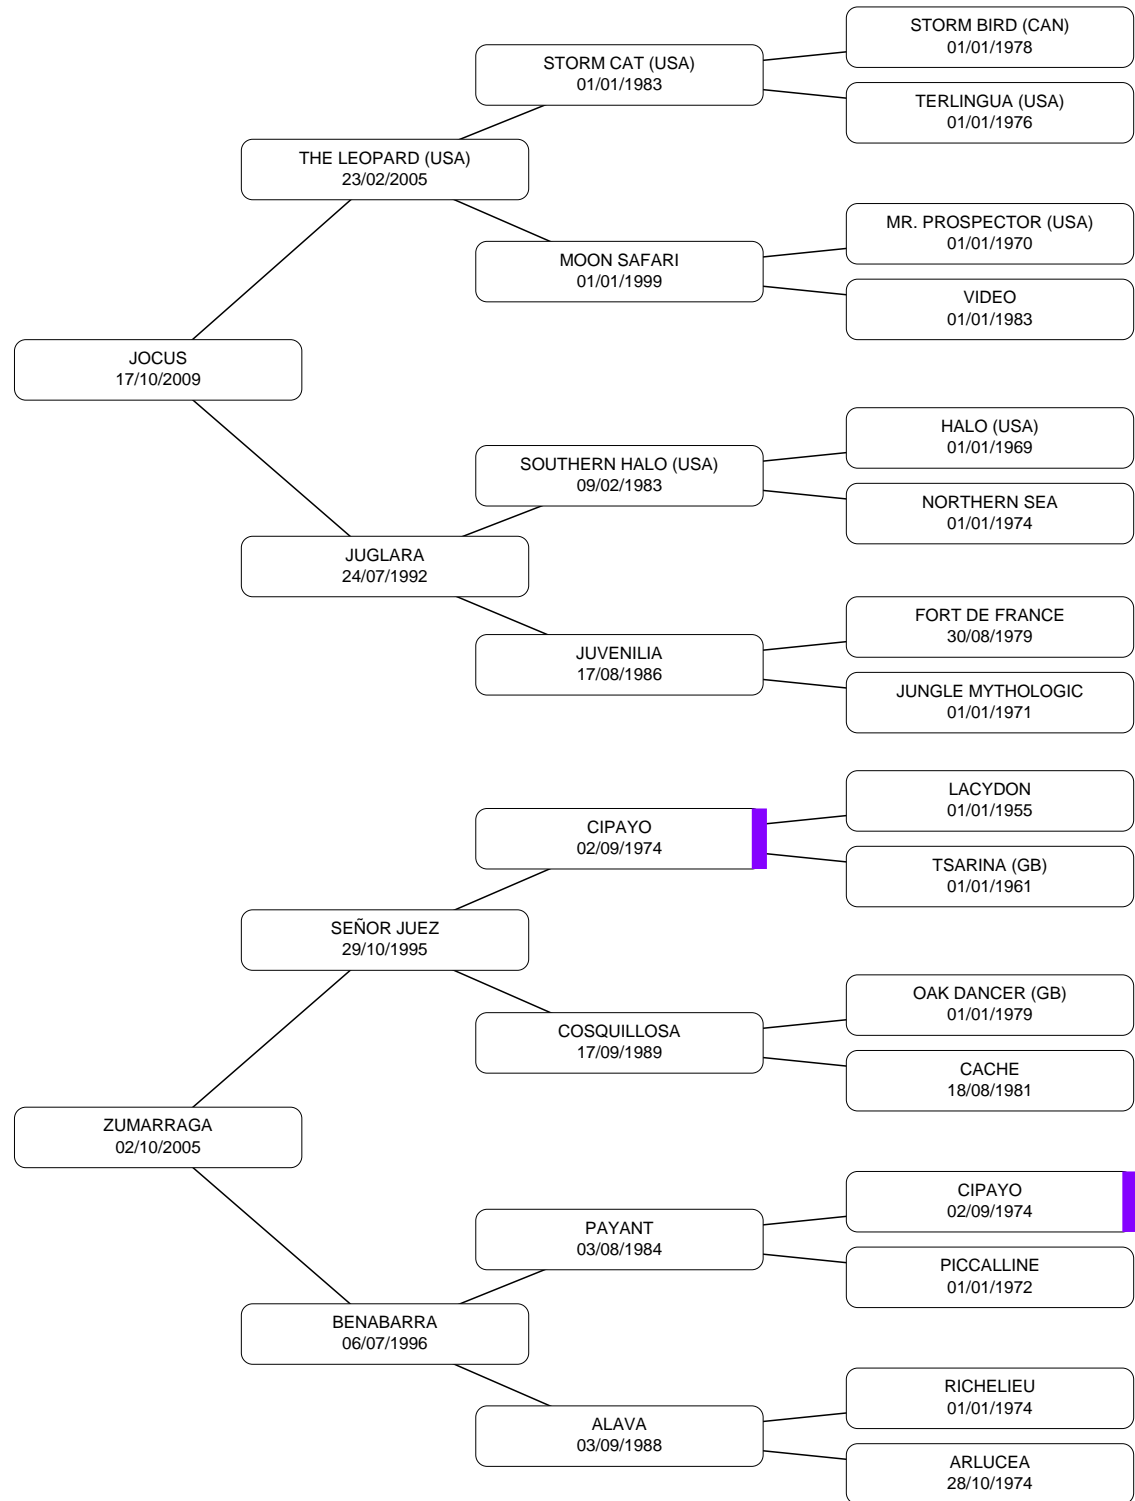 STORM BIRD (CAN)
01/01/1978
STORM CAT (USA)
01/01/1983
TERLINGUA (USA)
01/01/1976
THE LEOPARD (USA)
23/02/2005
MR. PROSPECTOR (USA)
01/01/1970
MOON SAFARI
01/01/1999
VIDEO
01/01/1983
JOCUS
17/10/2009
HALO (USA)
01/01/1969
SOUTHERN HALO (USA)
09/02/1983
NORTHERN SEA
01/01/1974
JUGLARA
24/07/1992
FORT DE FRANCE
30/08/1979
JUVENILIA
17/08/1986
JUNGLE MYTHOLOGIC
01/01/1971
LACYDON
01/01/1955
CIPAYO
02/09/1974
TSARINA (GB)
01/01/1961
SEÑOR JUEZ
29/10/1995
OAK DANCER (GB)
01/01/1979
COSQUILLOSA
17/09/1989
CACHE
18/08/1981
ZUMARRAGA
02/10/2005
CIPAYO
02/09/1974
PAYANT
03/08/1984
PICCALLINE
01/01/1972
BENABARRA
06/07/1996
RICHELIEU
01/01/1974
ALAVA
03/09/1988
ARLUCEA
28/10/1974